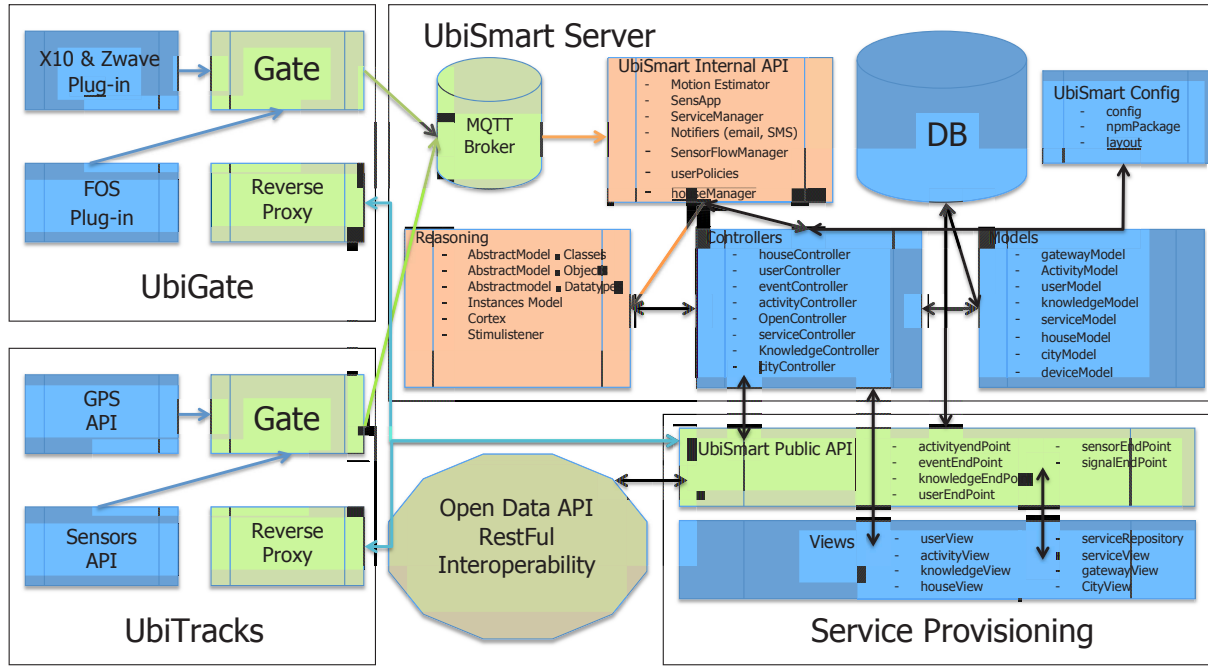 X10 & Zwave
Plug-in
Gate
FOS
Plug-in
Reverse
Proxy
UbiGate
GPS
API
Gate
Sensors
API
Reverse
Proxy
UbiTracks
UbiSmart Server
MQTT
Broker
UbiSmart Internal API
- Motion Estimator
- SensApp
- ServiceManager
- Notifiers (email, SMS)
- SensorFlowManager
- userPolicies
- houseManager
DB
UbiSmart Config
- config
- npmPackage
- layout
Reasoning
- AbstractModel - Classes
- AbstractModel - Objects
- Abstractmodel - Datatypes
- Instances Model
- Cortex
- Stimulistener
Controllers
- houseController
- userController
- eventController
- activityController
- OpenController
- serviceController
- KnowledgeController
- cityController
Models
- gatewayModel
- ActivityModel
- userModel
- knowledgeModel
- serviceModel
- houseModel
- cityModel
- deviceModel
Open Data API
RestFul
Interoperability
UbiSmart Public API
- activityendPoint
- eventEndPoint
- knowledgeEndPoint
- userEndPoint
- sensorEndPoint
- signalEndPoint
Views
- userView
- activityView
- knowledgeView
- houseView
- serviceRepository
- serviceView
- gatewayView
- CityView
Service Provisioning